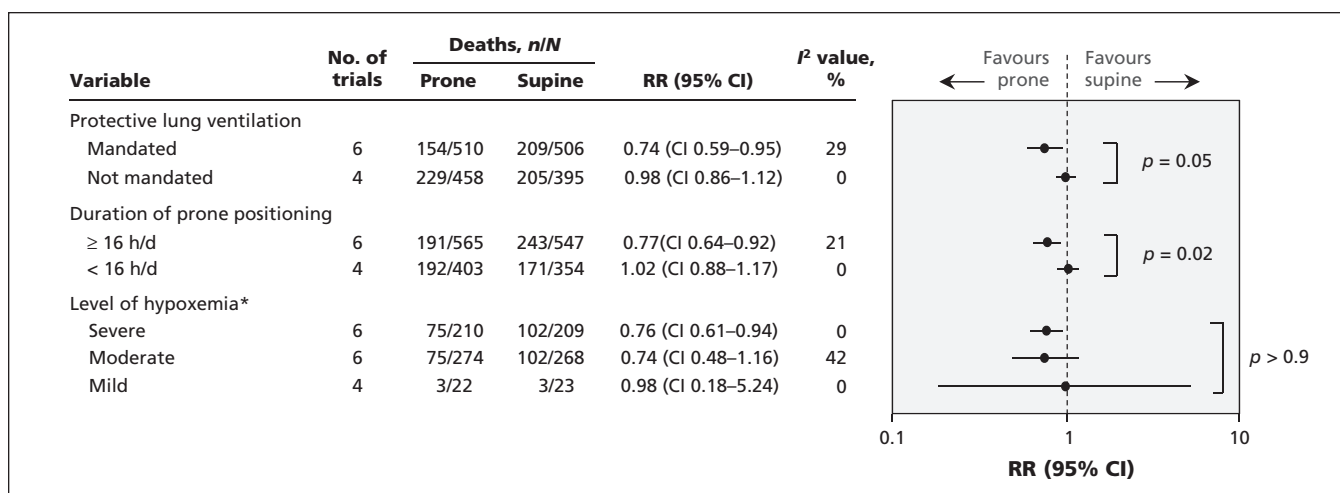 Deaths, n/N
Favours prone
Favours supine
Variable No. of trials Prone Supine RR (95% CI) I² value, %
Protective lung ventilation
Mandated 6 154/510 209/506 0.74 (CI 0.59–0.95) 29
Not mandated 4 229/458 205/395 0.98 (CI 0.86–1.12) 0
p = 0.05
Duration of prone positioning
≥ 16 h/d 6 191/565 243/547 0.77(CI 0.64–0.92) 21
< 16 h/d 4 192/403 171/354 1.02 (CI 0.88–1.17) 0
p = 0.02
Level of hypoxemia*
Severe 6 75/210 102/209 0.76 (CI 0.61–0.94) 0
Moderate 6 75/274 102/268 0.74 (CI 0.48–1.16) 42
Mild 4 3/22 3/23 0.98 (CI 0.18–5.24) 0
p > 0.9
0.1 1 10
RR (95% CI)